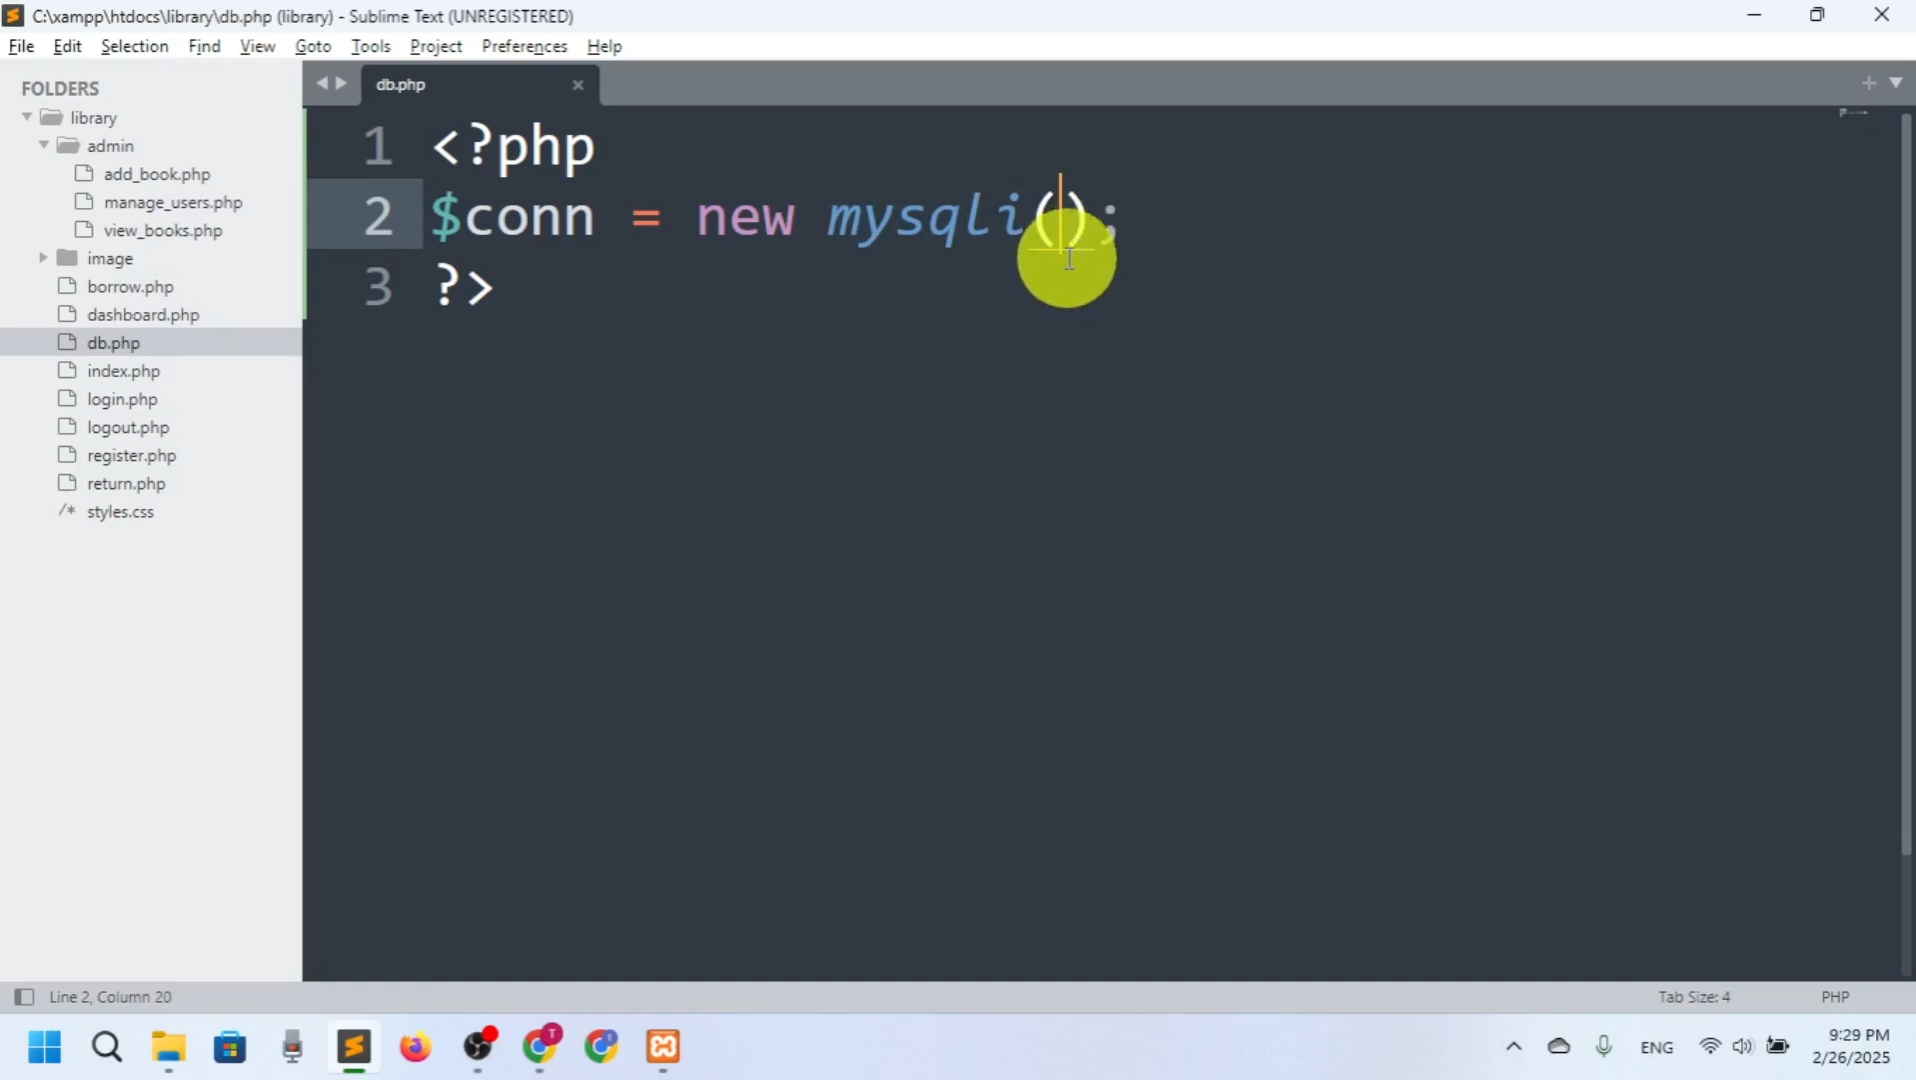 C:\xampp\htdocs\library\db.php (library) - Sublime Text (UNREGISTERED)
File Edit Selection Find View Goto Tools Project Preferences Help
FOLDERS
library
admin
add_book.php
manage_users.php
view_books.php
image
borrow.php
dashboard.php
db.php
index.php
login.php
logout.php
register.php
return.php
/* styles.css
db.php
1 <?php
2 $conn = new mysqli();
3 ?>
Line 2, Column 20
Tab Size: 4
PHP
T
ENG
9:29 PM
2/26/2025